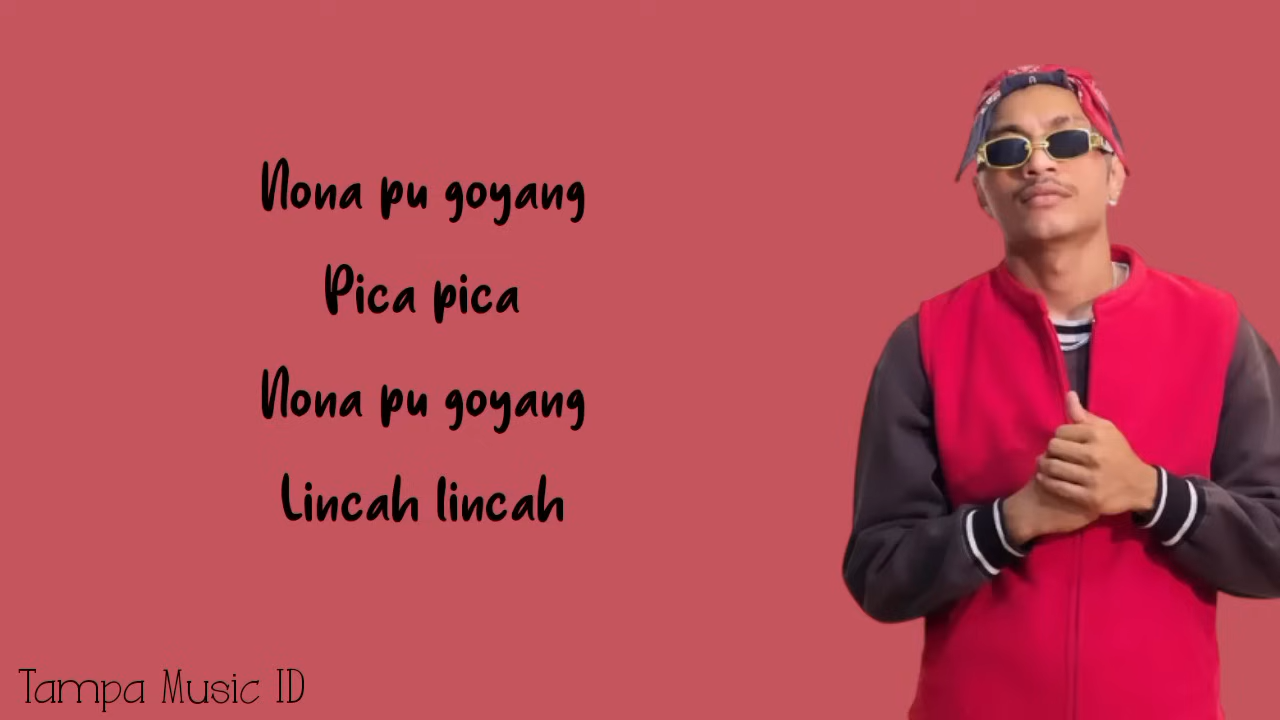 Nona pu goyang
Pica pica
Nona pu goyang
Lincah lincah
Tampa Music ID